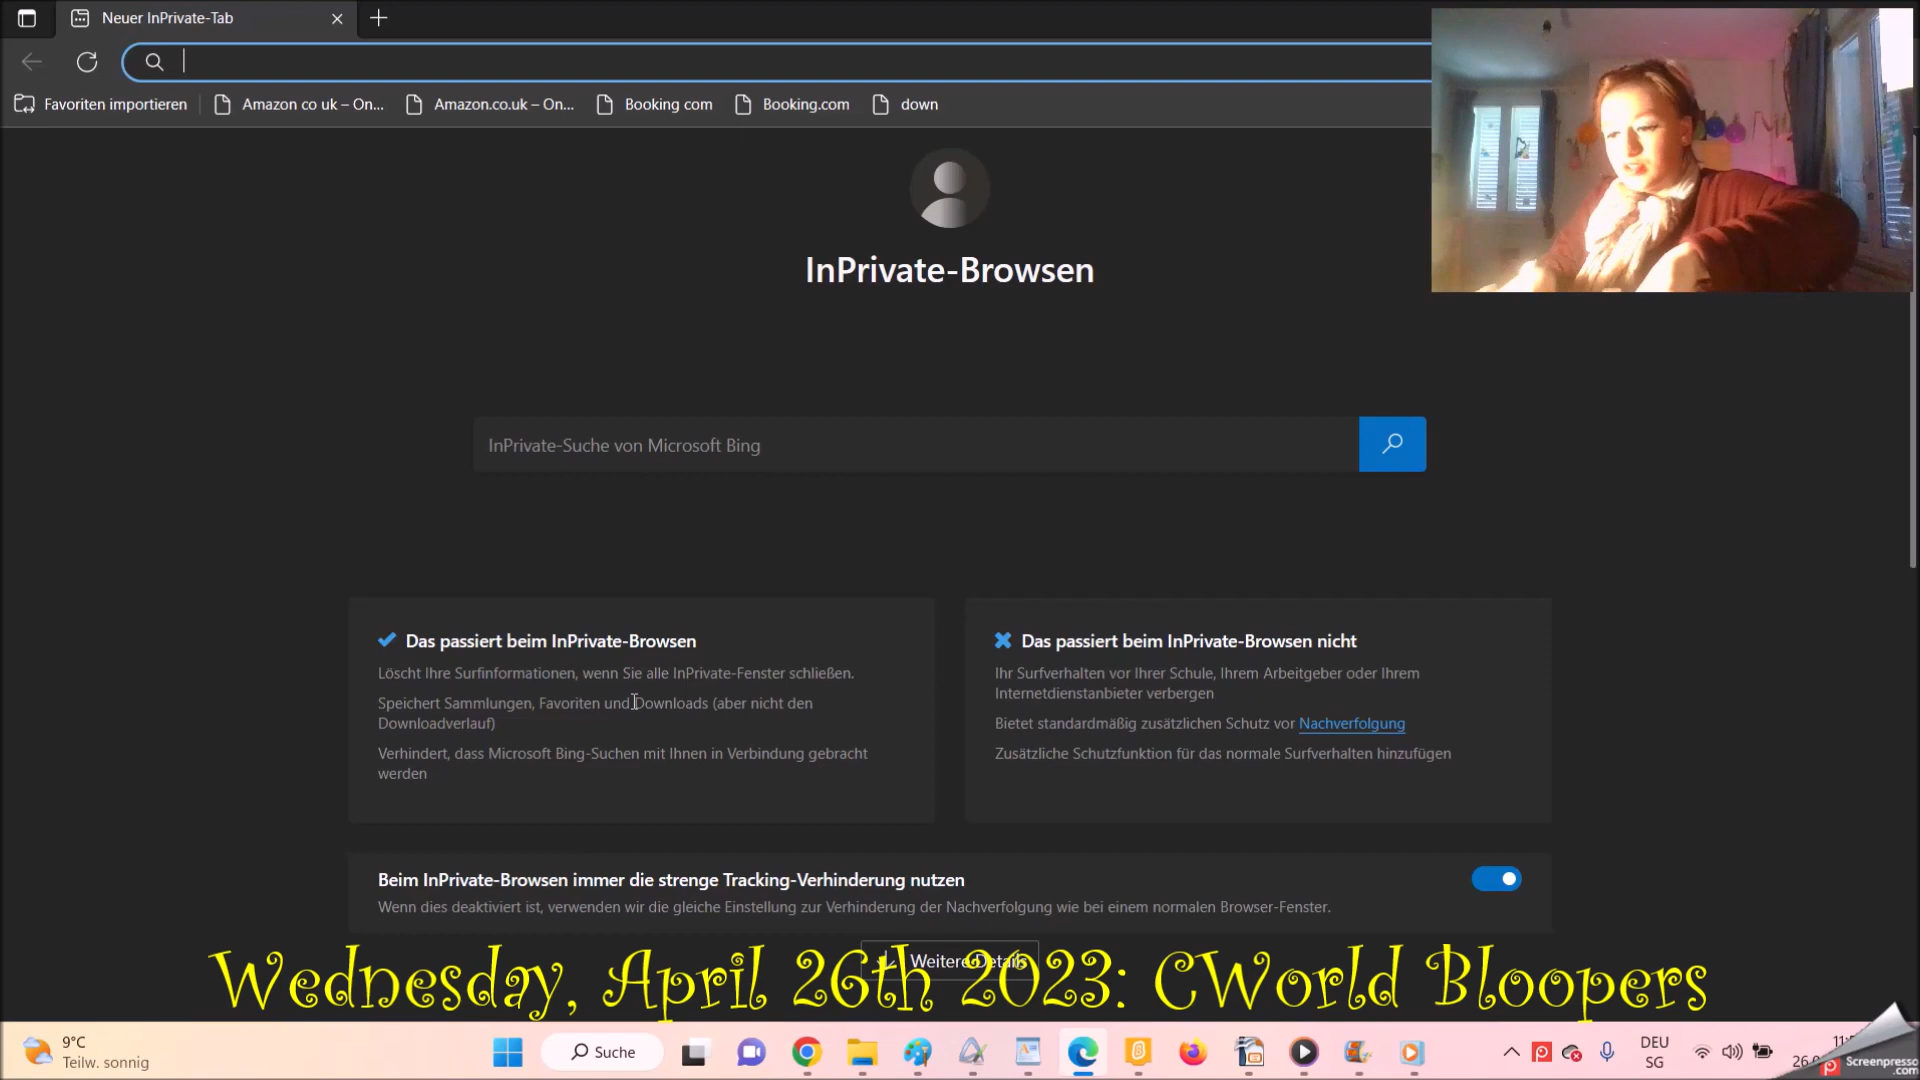 Neuer InPrivate-Tab
Favoriten importieren
Amazon co uk – On...
Amazon.co.uk – On...
Booking com
Booking.com
down
InPrivate-Browsen
InPrivate-Suche von Microsoft Bing
Das passiert beim InPrivate-Browsen
Löscht Ihre Surfinformationen, wenn Sie alle InPrivate-Fenster schließen.
Speichert Sammlungen, Favoriten und Downloads (aber nicht den
Downloadverlauf)
Verhindert, dass Microsoft Bing-Suchen mit Ihnen in Verbindung gebracht
werden
Das passiert beim InPrivate-Browsen nicht
Ihr Surfverhalten vor Ihrer Schule, Ihrem Arbeitgeber oder Ihrem
Internetdienstanbieter verbergen
Bietet standardmäßig zusätzlichen Schutz vor Nachverfolgung
Zusätzliche Schutzfunktion für das normale Surfverhalten hinzufügen
Beim InPrivate-Browsen immer die strenge Tracking-Verhinderung nutzen
Wenn dies deaktiviert ist, verwenden wir die gleiche Einstellung zur Verhinderung der Nachverfolgung wie bei einem normalen Browser-Fenster.
Weitere Details
Wednesday, April 26th 2023: CWorld Bloopers
9°C
Teilw. sonnig
Suche
DEU
SG
Screenpresso
.com